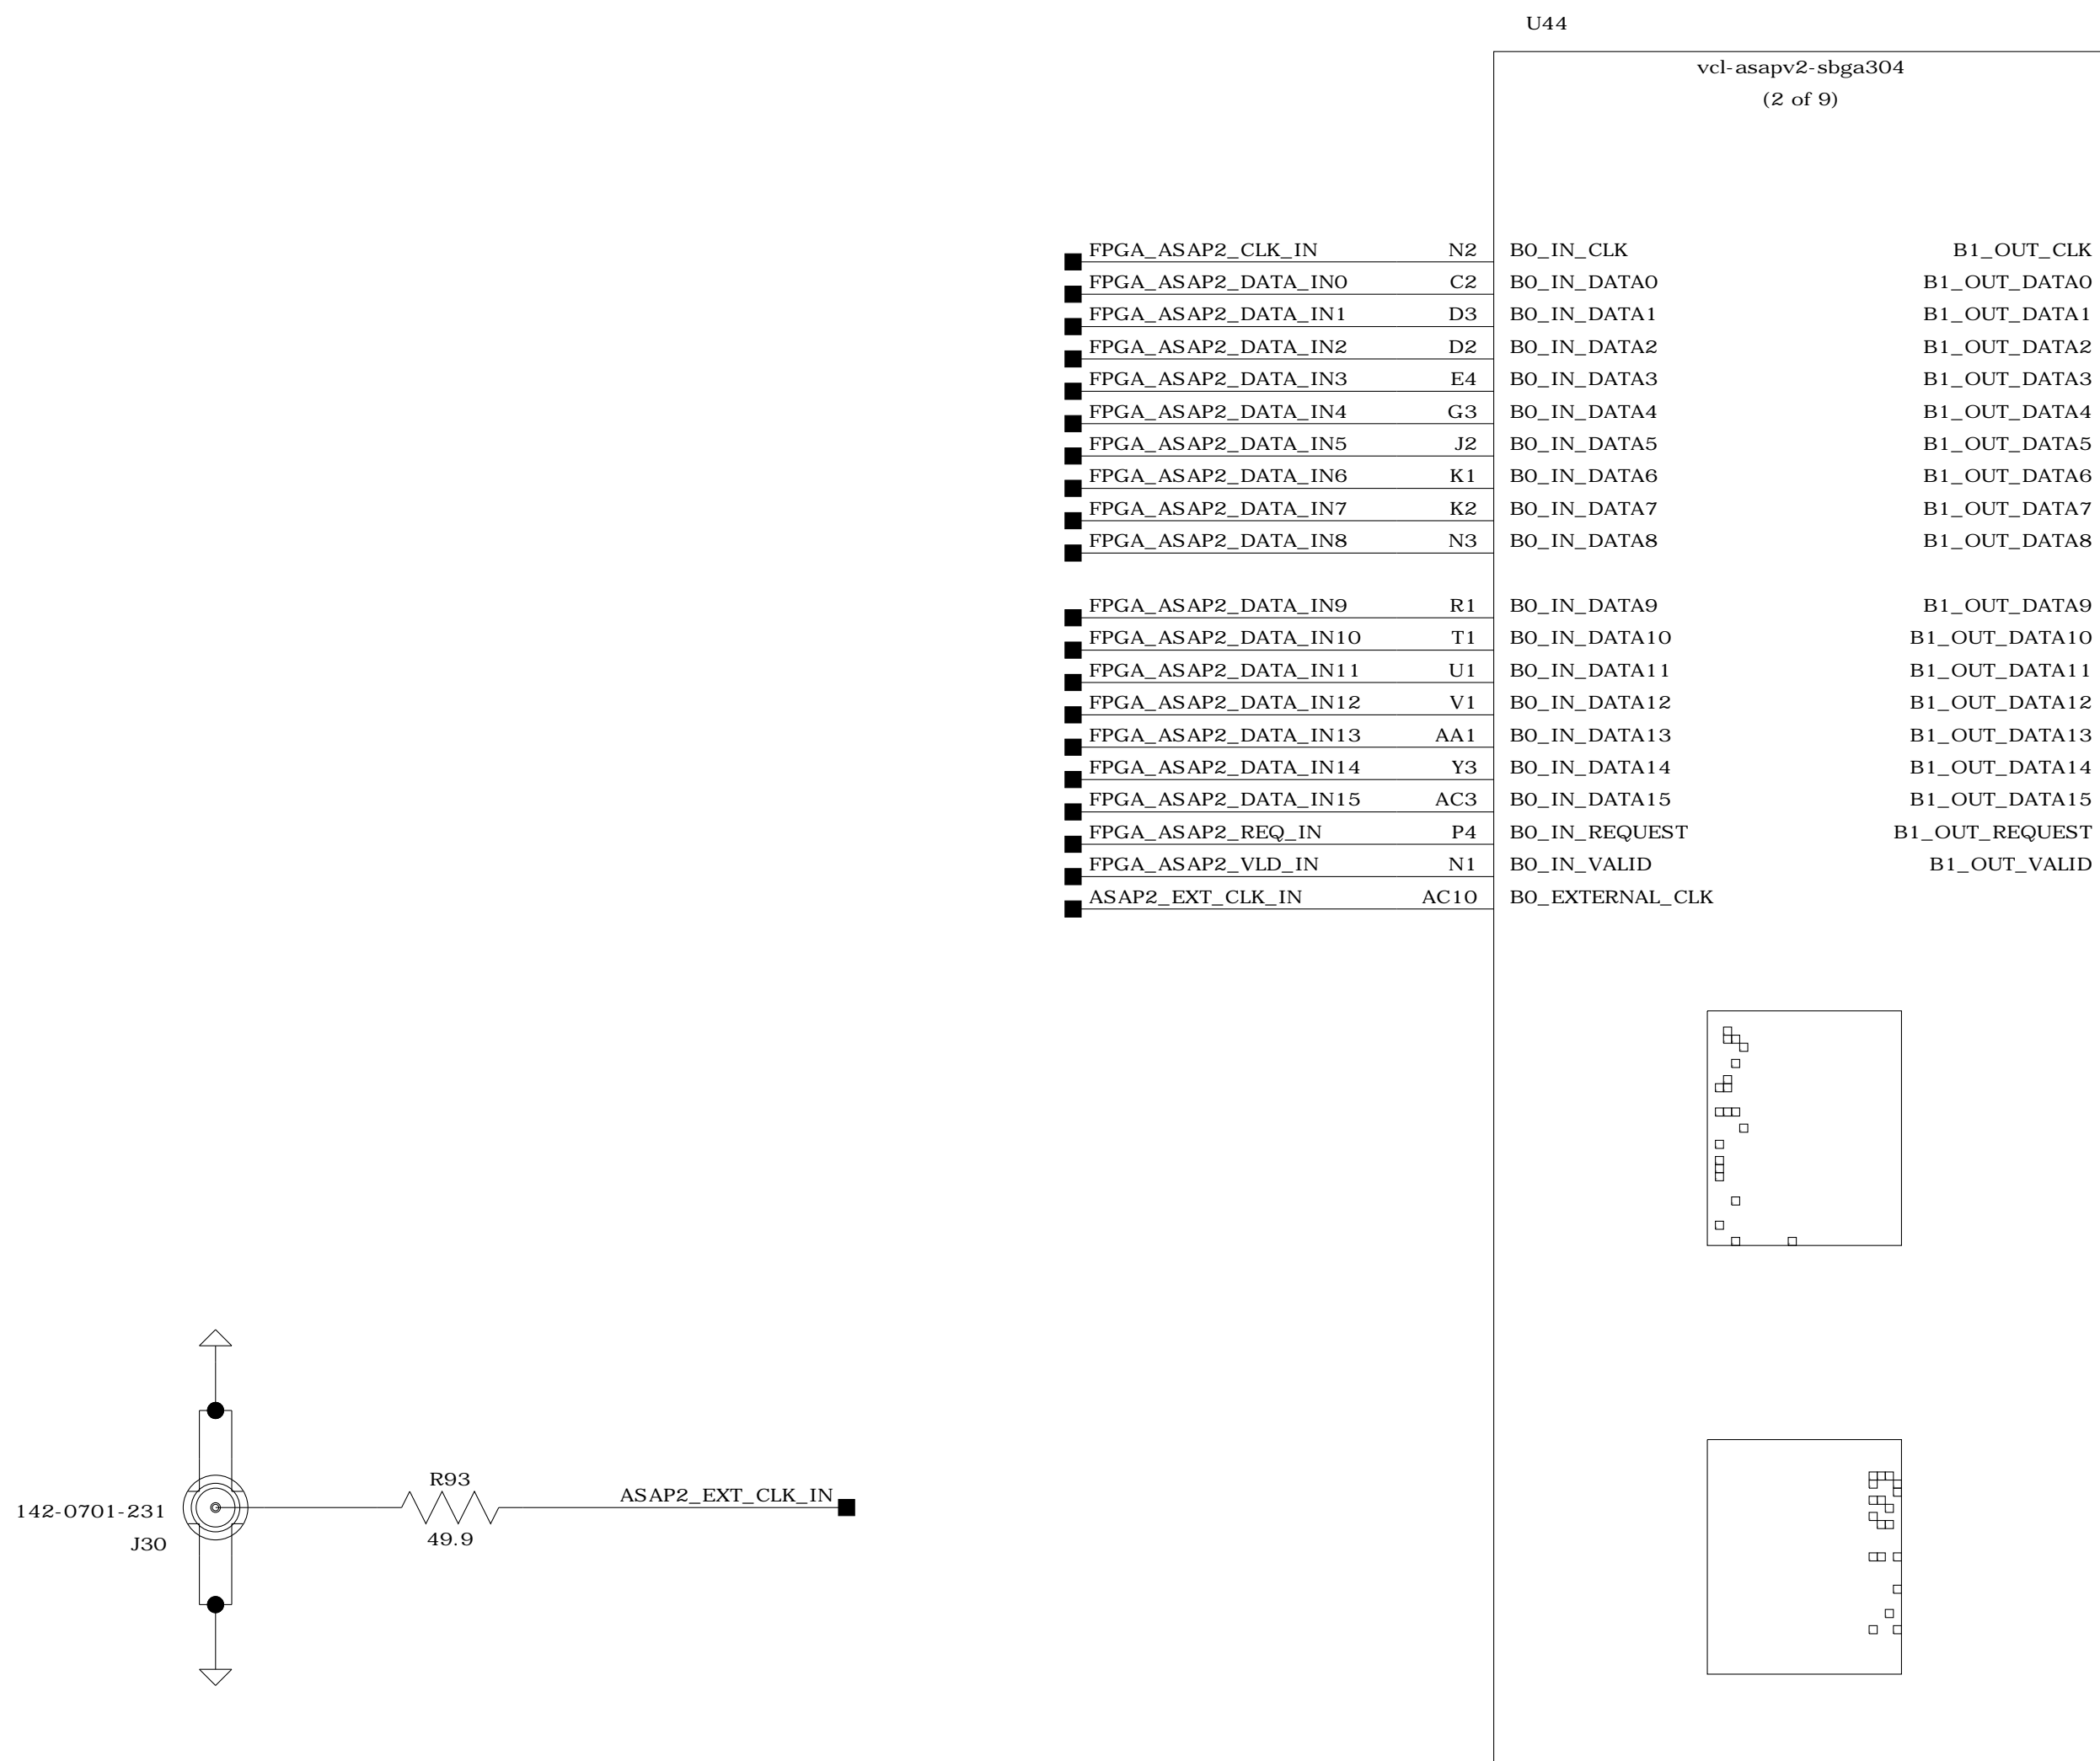 U44
vcl-asapv2-sbga304
(2 of 9)
FPGA_ASAP2_CLK_IN N2 B0_IN_CLK B1_OUT_CLK
FPGA_ASAP2_DATA_IN0 C2 B0_IN_DATA0 B1_OUT_DATA0
FPGA_ASAP2_DATA_IN1 D3 B0_IN_DATA1 B1_OUT_DATA1
FPGA_ASAP2_DATA_IN2 D2 B0_IN_DATA2 B1_OUT_DATA2
FPGA_ASAP2_DATA_IN3 E4 B0_IN_DATA3 B1_OUT_DATA3
FPGA_ASAP2_DATA_IN4 G3 B0_IN_DATA4 B1_OUT_DATA4
FPGA_ASAP2_DATA_IN5 J2 B0_IN_DATA5 B1_OUT_DATA5
FPGA_ASAP2_DATA_IN6 K1 B0_IN_DATA6 B1_OUT_DATA6
FPGA_ASAP2_DATA_IN7 K2 B0_IN_DATA7 B1_OUT_DATA7
FPGA_ASAP2_DATA_IN8 N3 B0_IN_DATA8 B1_OUT_DATA8
FPGA_ASAP2_DATA_IN9 R1 B0_IN_DATA9 B1_OUT_DATA9
FPGA_ASAP2_DATA_IN10 T1 B0_IN_DATA10 B1_OUT_DATA10
FPGA_ASAP2_DATA_IN11 U1 B0_IN_DATA11 B1_OUT_DATA11
FPGA_ASAP2_DATA_IN12 V1 B0_IN_DATA12 B1_OUT_DATA12
FPGA_ASAP2_DATA_IN13 AA1 B0_IN_DATA13 B1_OUT_DATA13
FPGA_ASAP2_DATA_IN14 Y3 B0_IN_DATA14 B1_OUT_DATA14
FPGA_ASAP2_DATA_IN15 AC3 B0_IN_DATA15 B1_OUT_DATA15
FPGA_ASAP2_REQ_IN P4 B0_IN_REQUEST B1_OUT_REQUEST
FPGA_ASAP2_VLD_IN N1 B0_IN_VALID B1_OUT_VALID
ASAP2_EXT_CLK_IN AC10 B0_EXTERNAL_CLK
R93
ASAP2_EXT_CLK_IN
142-0701-231
49.9
J30